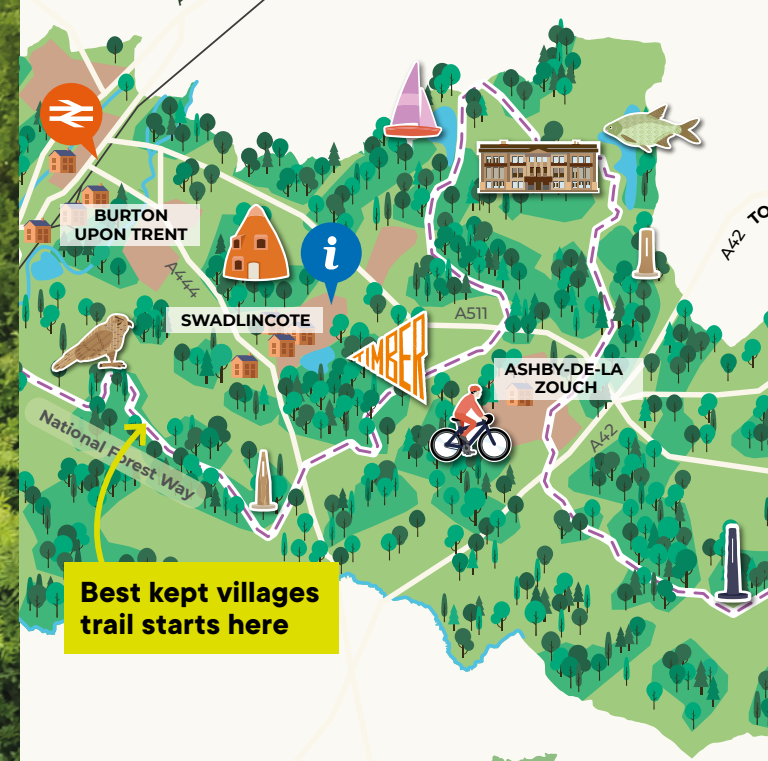 BURTON
UPON TRENT
A444
i
SWADLINCOTE
A511
TIMBER
A42
TO
ASHBY-DE-LA
ZOUCH
A42
National Forest Way
Best kept villages
trail starts here